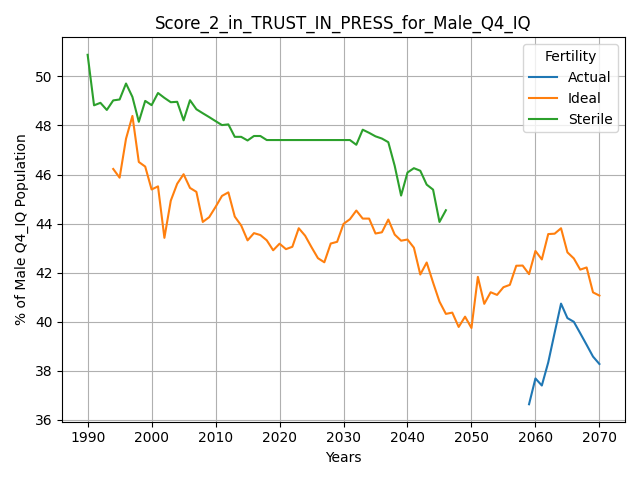 Score_2_in_TRUST_IN_PRESS_for_Male_Q4_IQ
% of Male Q4_IQ Population
50
48
46
44
42
40
38
36
Fertility
Actual
Ideal
Sterile
1990 2000 2010 2020 2030 2040 2050 2060 2070
Years